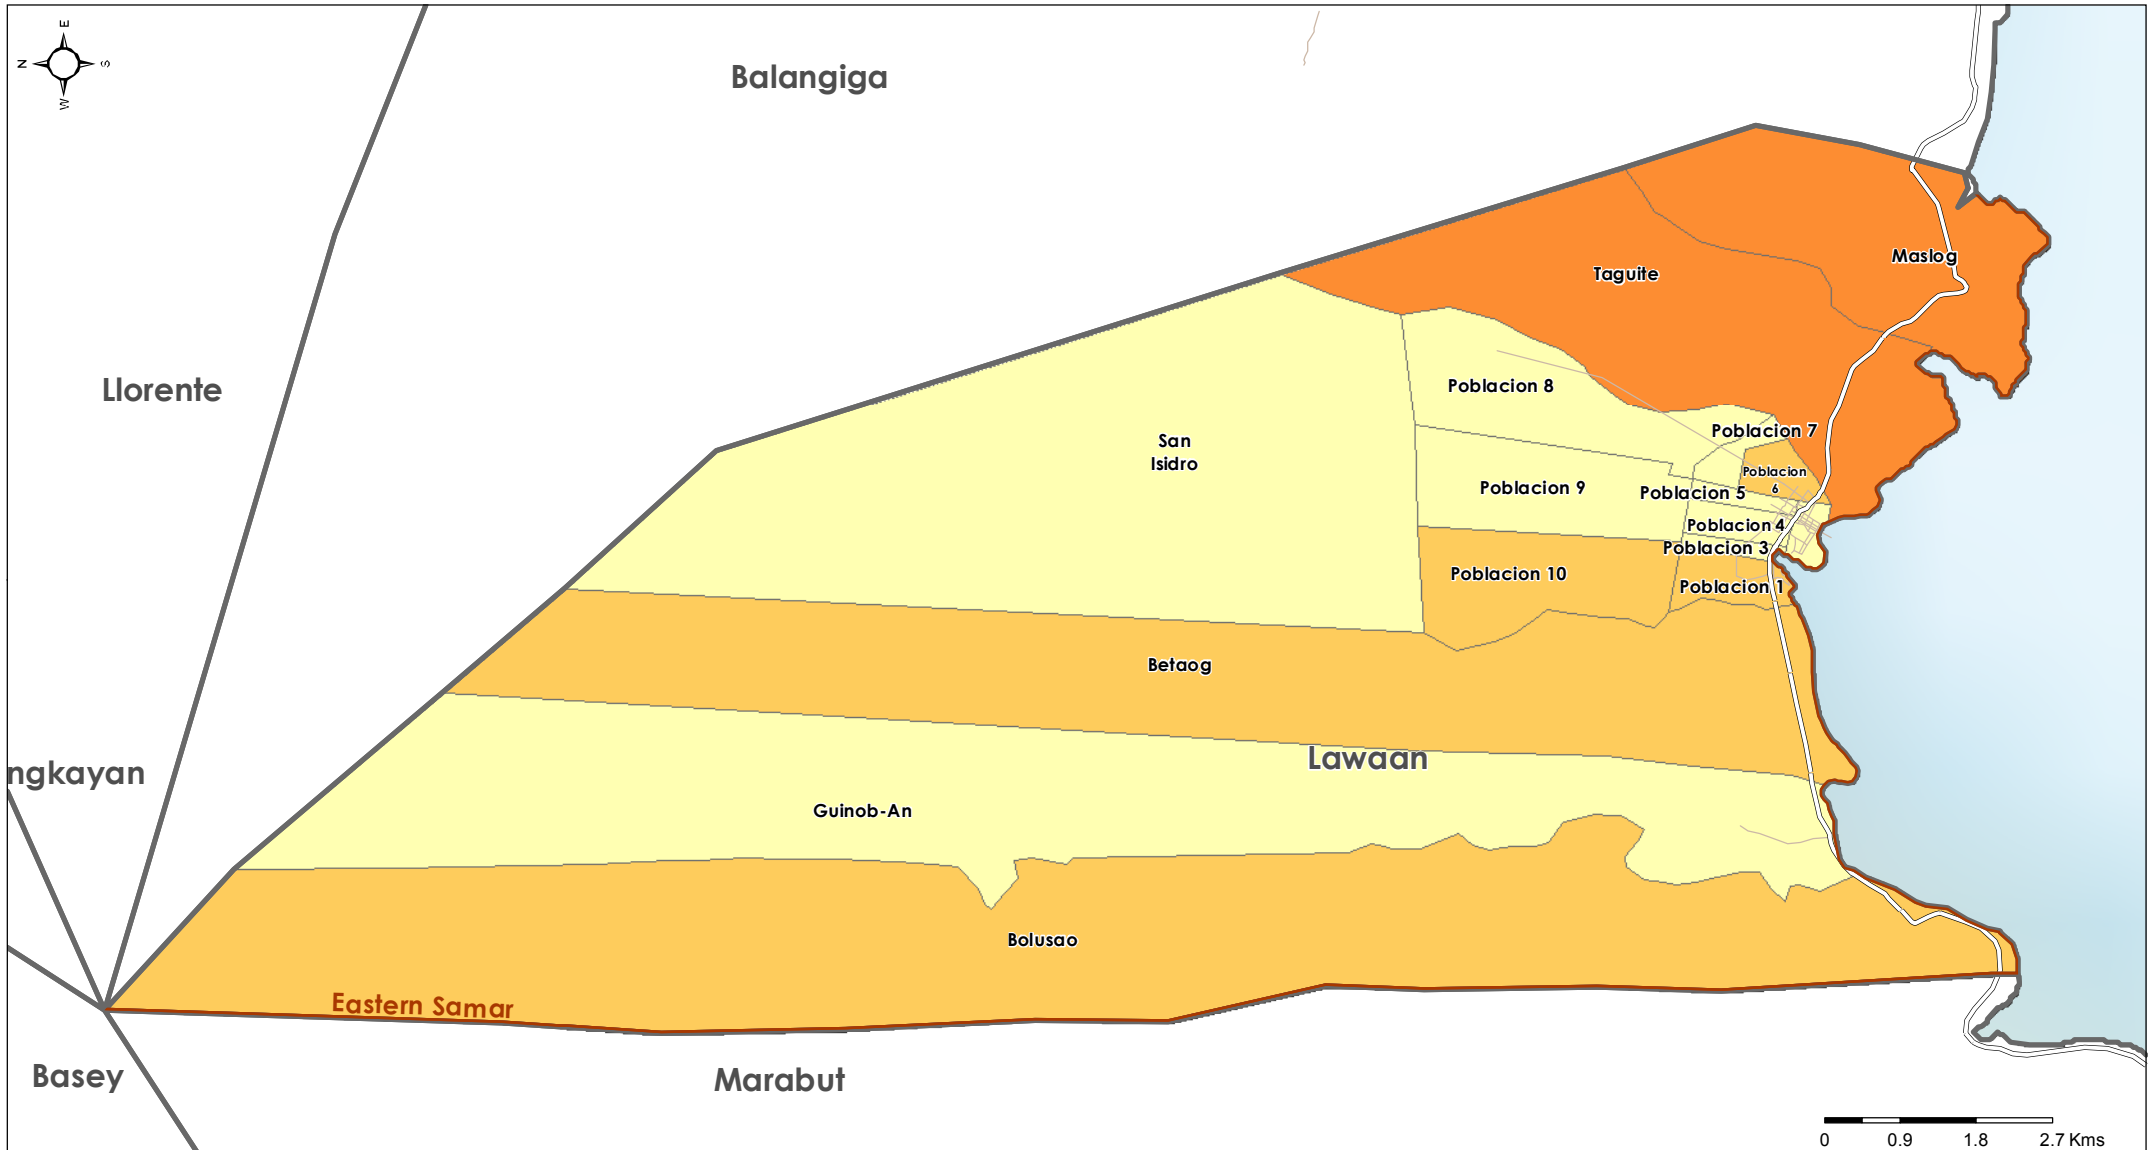 E
N
S
W
Balangiga
Llorente
ngkayan
Basey
Marabut
Lawaan
Eastern Samar
Maslog
Taguite
Poblacion 8
Poblacion 7
San
Isidro
Poblacion
6
Poblacion 9
Poblacion 5
Poblacion 4
Poblacion 3
Poblacion 10
Poblacion 1
Betaog
Guinob-An
Bolusao
0 0.9 1.8 2.7 Kms